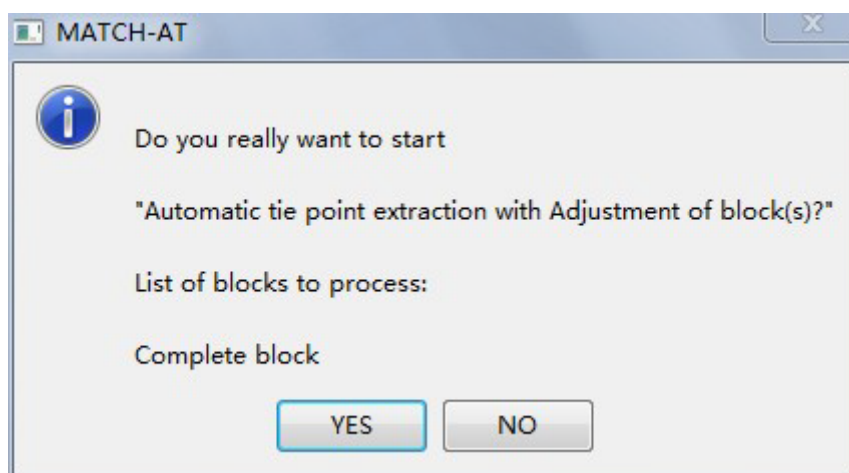 MATCH-AT
Do you really want to start
"Automatic tie point extraction with Adjustment of block(s)?"
List of blocks to process:
Complete block
YES
NO